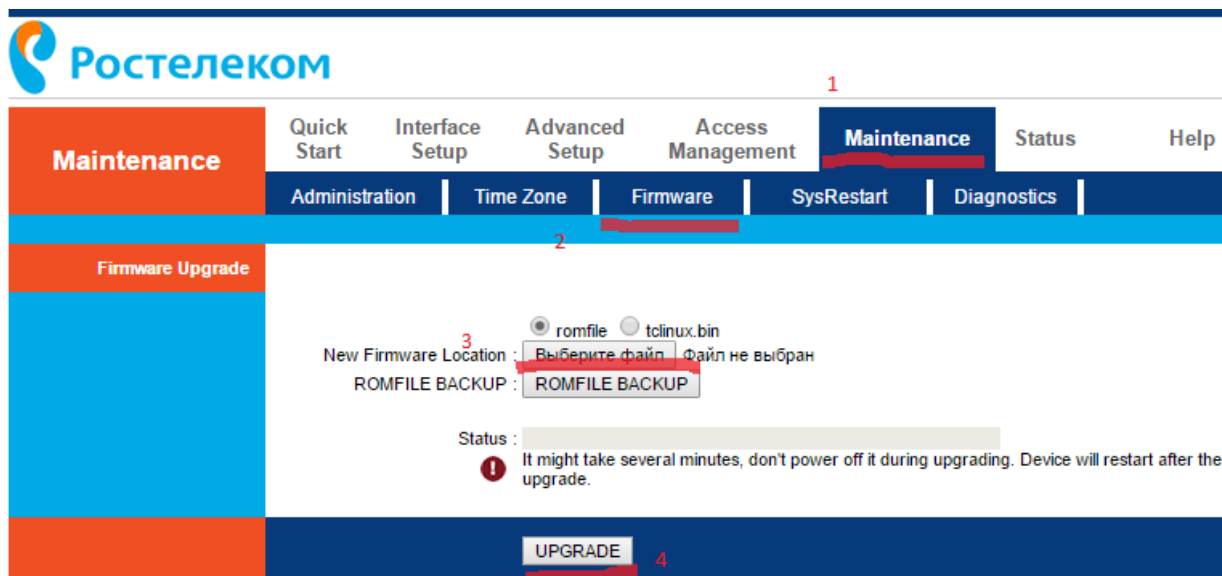 Ростелеком
1
Maintenance
Quick Start
Interface Setup
Advanced Setup
Access Management
Maintenance
Status
Help
Administration
Time Zone
Firmware
SysRestart
Diagnostics
2
Firmware Upgrade
romfile tclinux.bin
3
New Firmware Location : Выберите файл Файл не выбран
ROMFILE BACKUP : ROMFILE BACKUP
Status :
It might take several minutes, don't power off it during upgrading. Device will restart after the
upgrade.
UPGRADE 4